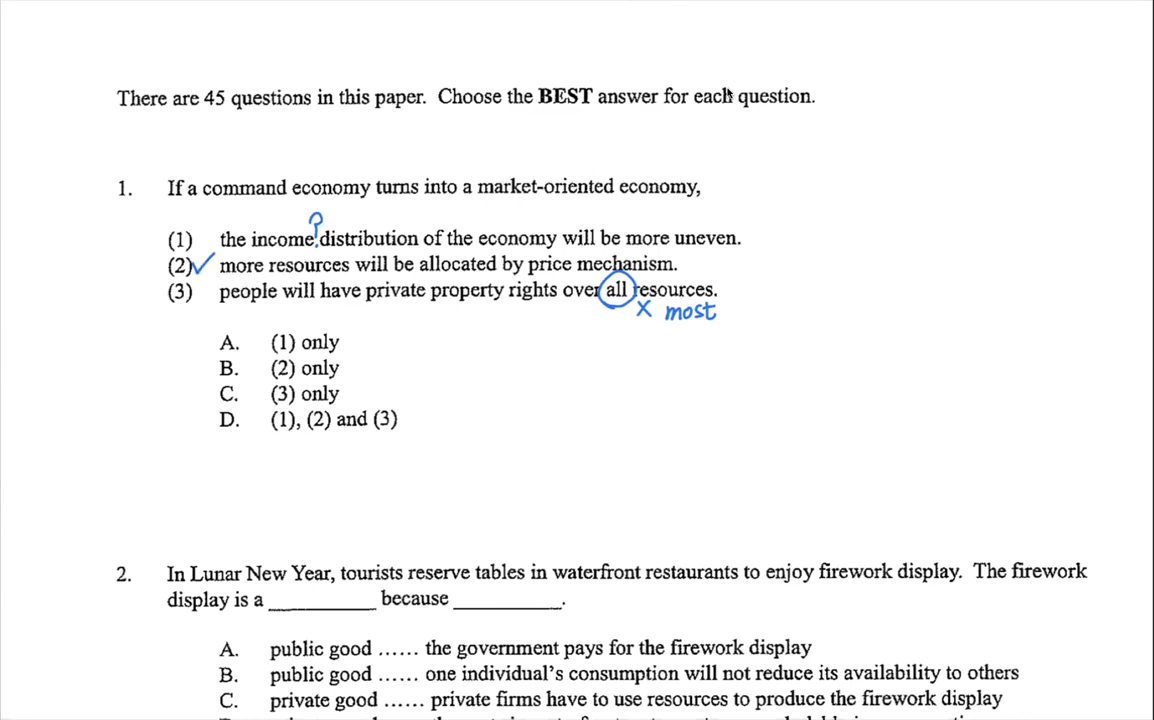 There are 45 questions in this paper. Choose the BEST answer for each question.
1. If a command economy turns into a market-oriented economy,
?
(1) the income distribution of the economy will be more uneven.
(2)✓ more resources will be allocated by price mechanism.
(3) people will have private property rights over all resources.
x most
A. (1) only
B. (2) only
C. (3) only
D. (1), (2) and (3)
2. In Lunar New Year, tourists reserve tables in waterfront restaurants to enjoy firework display. The firework
display is a __________ because __________.
A. public good ...... the government pays for the firework display
B. public good ...... one individual's consumption will not reduce its availability to others
C. private good ...... private firms have to use resources to produce the firework display